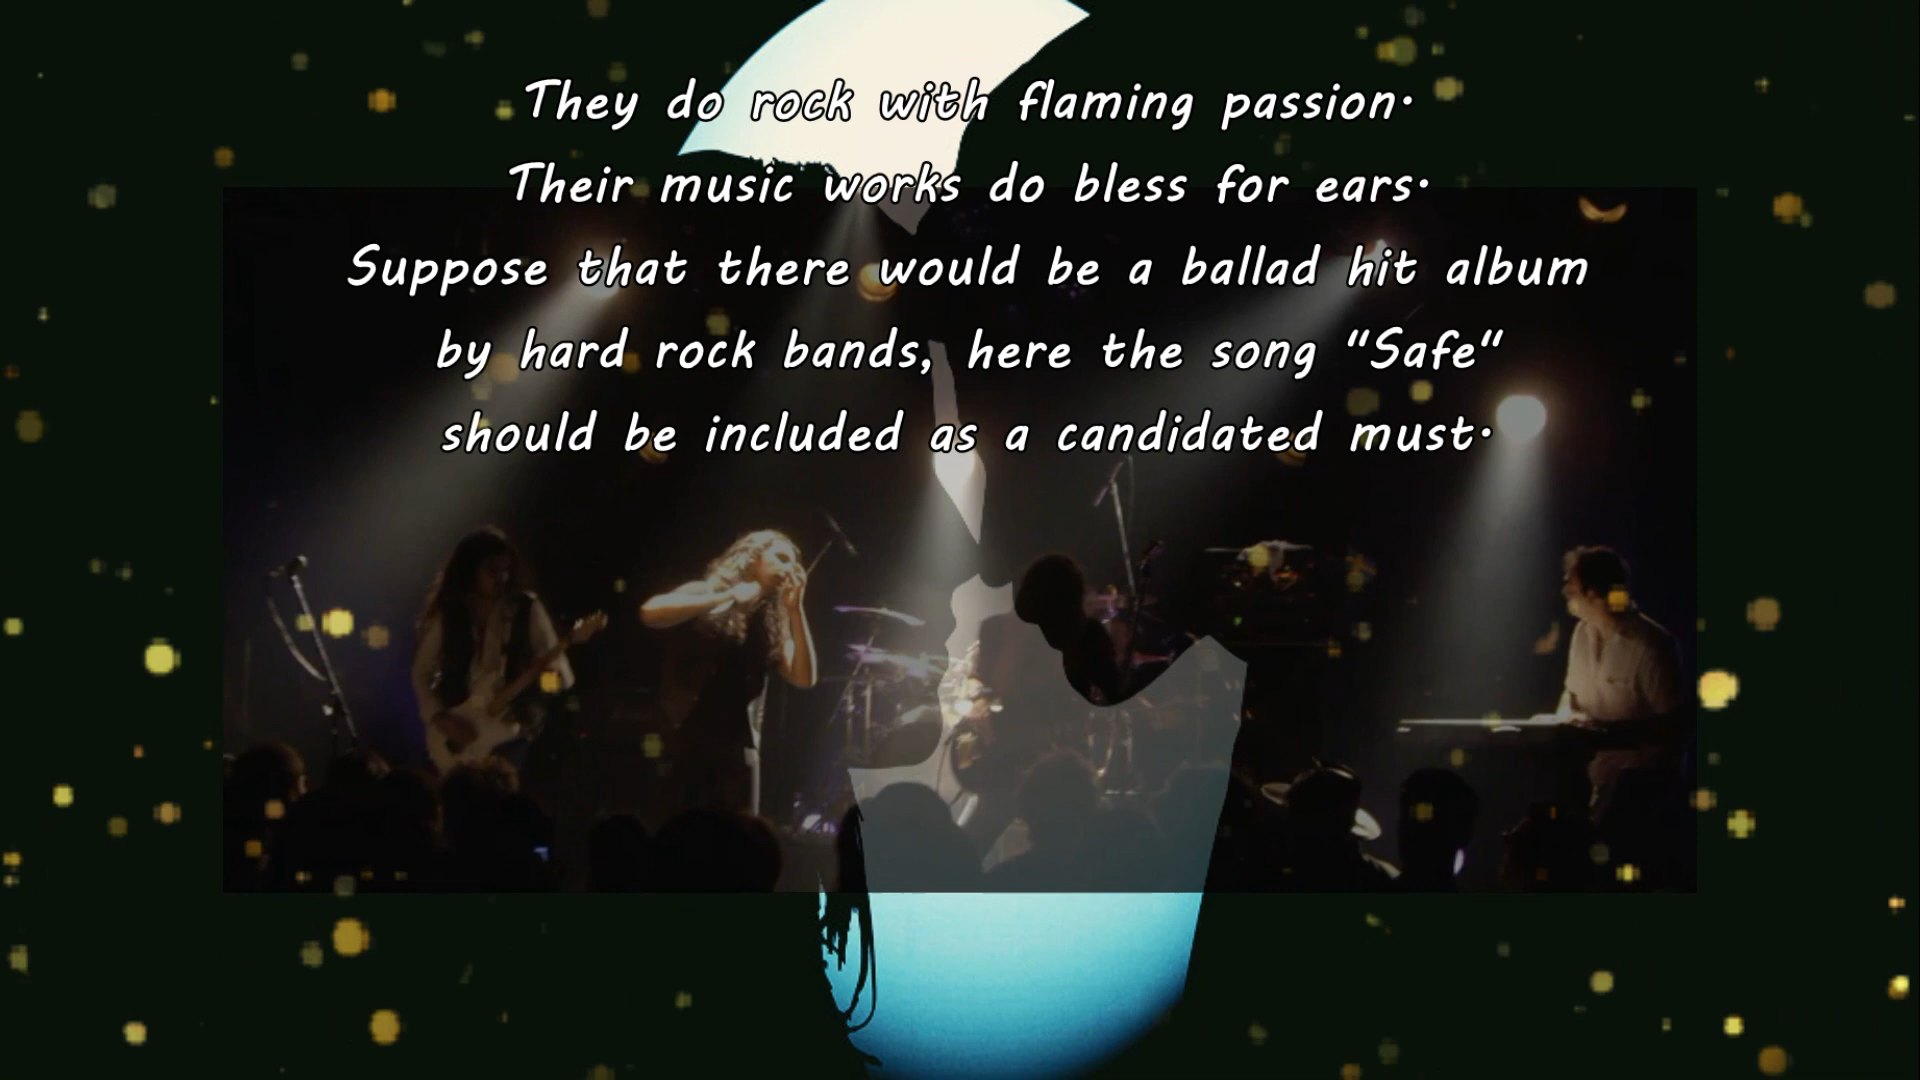 They do rock with flaming passion.
Their music works do bless for ears.
Suppose that there would be a ballad hit album
by hard rock bands, here the song "Safe"
should be included as a candidated must.